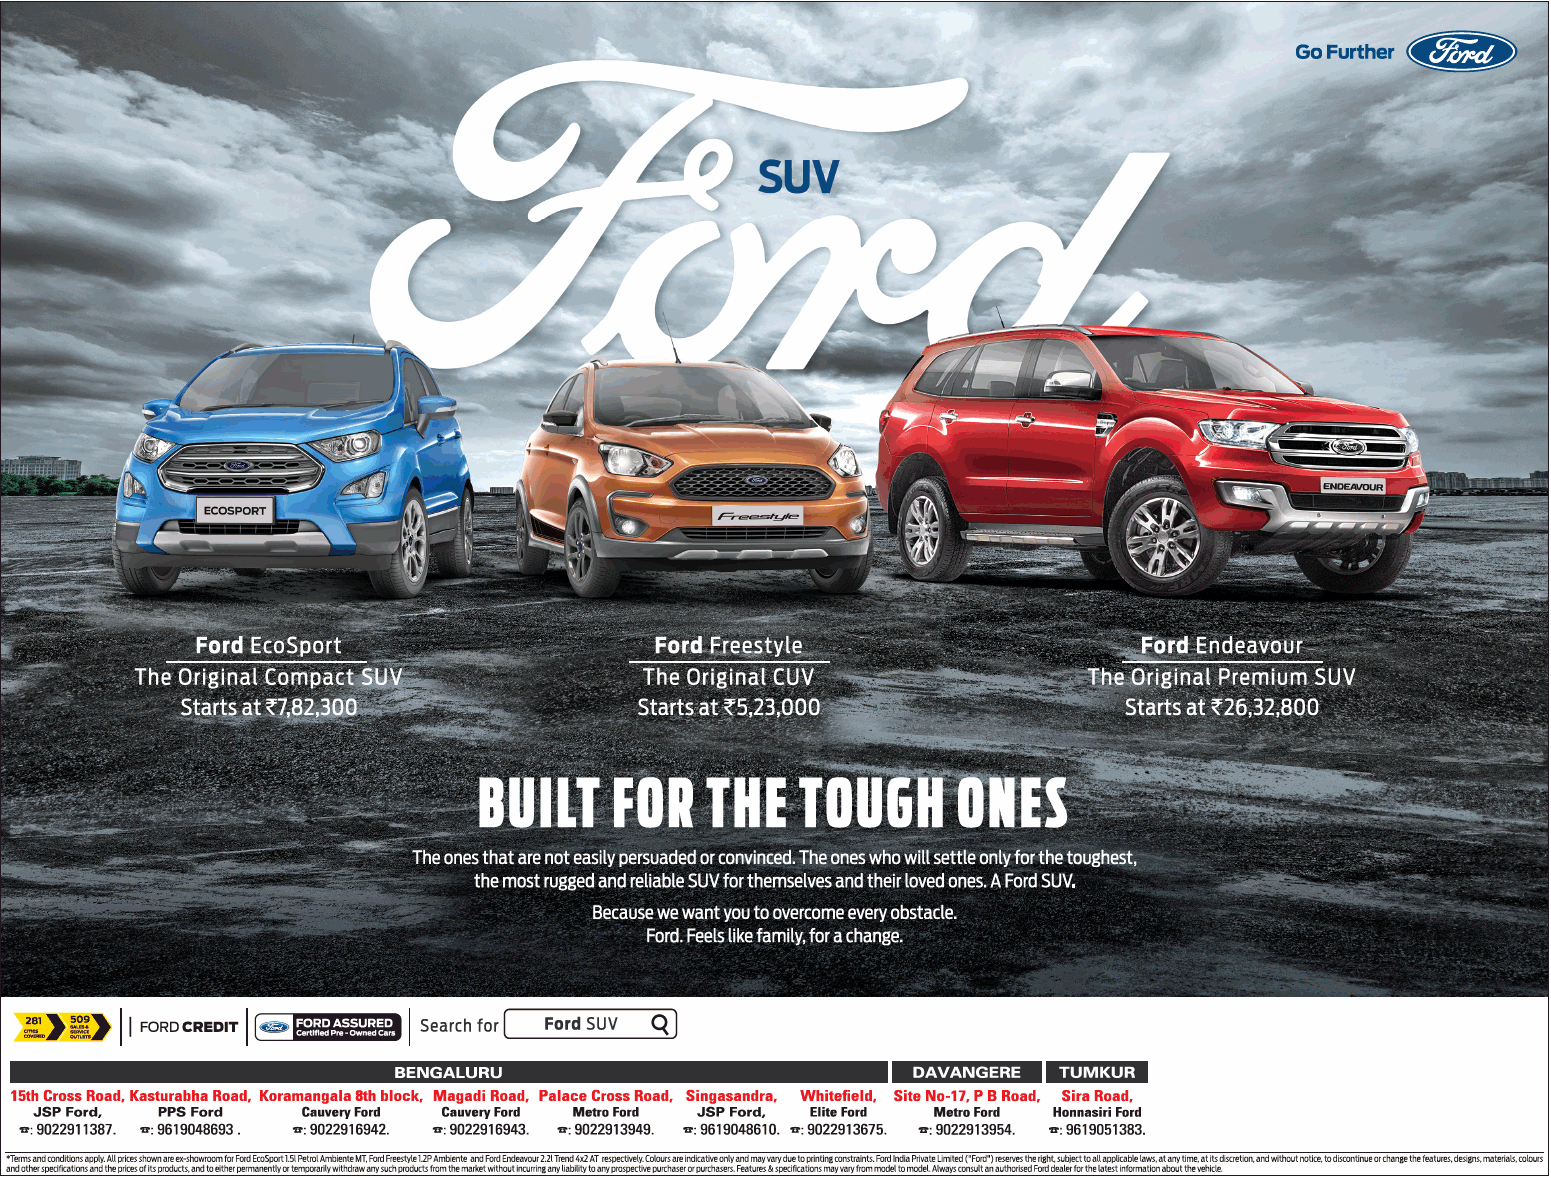 Go Further Ford
Ford
SUV
ECOSPORT
Freestyle
ENDEAVOUR
Ford EcoSport
The Original Compact SUV
Starts at ₹7,82,300
Ford Freestyle
The Original CUV
Starts at ₹5,23,000
Ford Endeavour
The Original Premium SUV
Starts at ₹26,32,800
BUILT FOR THE TOUGH ONES
The ones that are not easily persuaded or convinced. The ones who will settle only for the toughest,
the most rugged and reliable SUV for themselves and their loved ones. A Ford SUV.
Because we want you to overcome every obstacle.
Ford. Feels like family, for a change.
281 CITIES COVERED
509 SALES & SERVICE OUTLETS
FORD CREDIT
Ford FORD ASSURED
Certified Pre - Owned Cars
Search for Ford SUV
BENGALURU
15th Cross Road,
JSP Ford,
☎: 9022911387.
Kasturabha Road,
PPS Ford
☎: 9619048693 .
Koramangala 8th block,
Cauvery Ford
☎: 9022916942.
Magadi Road,
Cauvery Ford
☎: 9022916943.
Palace Cross Road,
Metro Ford
☎: 9022913949.
Singasandra,
JSP Ford,
☎: 9619048610.
Whitefield,
Elite Ford
☎: 9022913675.
DAVANGERE
Site No-17, P B Road,
Metro Ford
☎: 9022913954.
TUMKUR
Sira Road,
Honnasiri Ford
☎: 9619051383.
*Terms and conditions apply. All prices shown are ex-showroom for Ford EcoSport 1.5l Petrol Ambiente MT, Ford Freestyle 1.2P Ambiente and Ford Endeavour 2.2l Trend 4x2 AT respectively. Colours are indicative only and may vary due to printing constraints. Ford India Private Limited ("Ford") reserves the right, subject to all applicable laws, at any time, at its discretion, and without notice, to discontinue or change the features, designs, materials, colours
and other specifications and the prices of its products, and to either permanently or temporarily withdraw any such products from the market without incurring any liability to any prospective purchaser or purchasers. Features & specifications may vary from model to model. Always consult an authorised Ford dealer for the latest information about the vehicle.